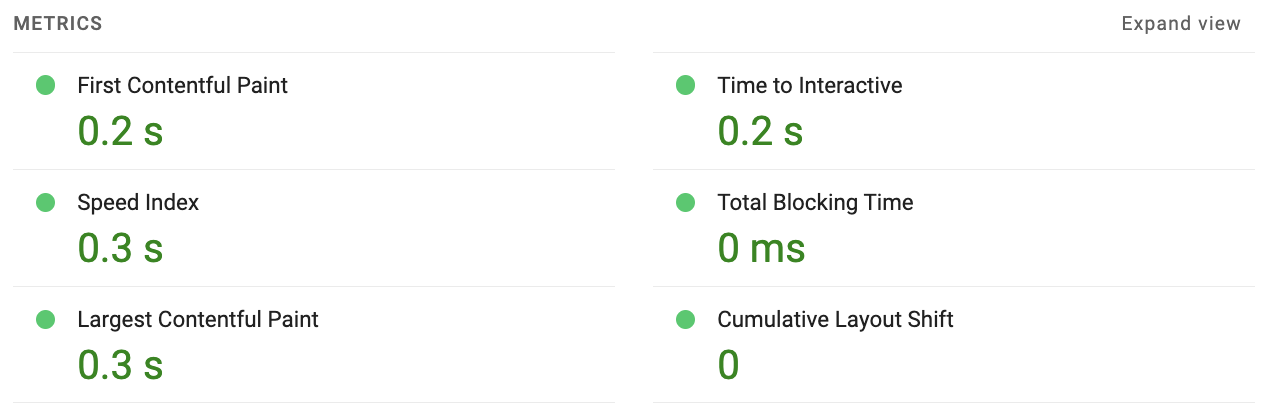 METRICS
Expand view
First Contentful Paint
0.2 s
Time to Interactive
0.2 s
Speed Index
0.3 s
Total Blocking Time
0 ms
Largest Contentful Paint
0.3 s
Cumulative Layout Shift
0